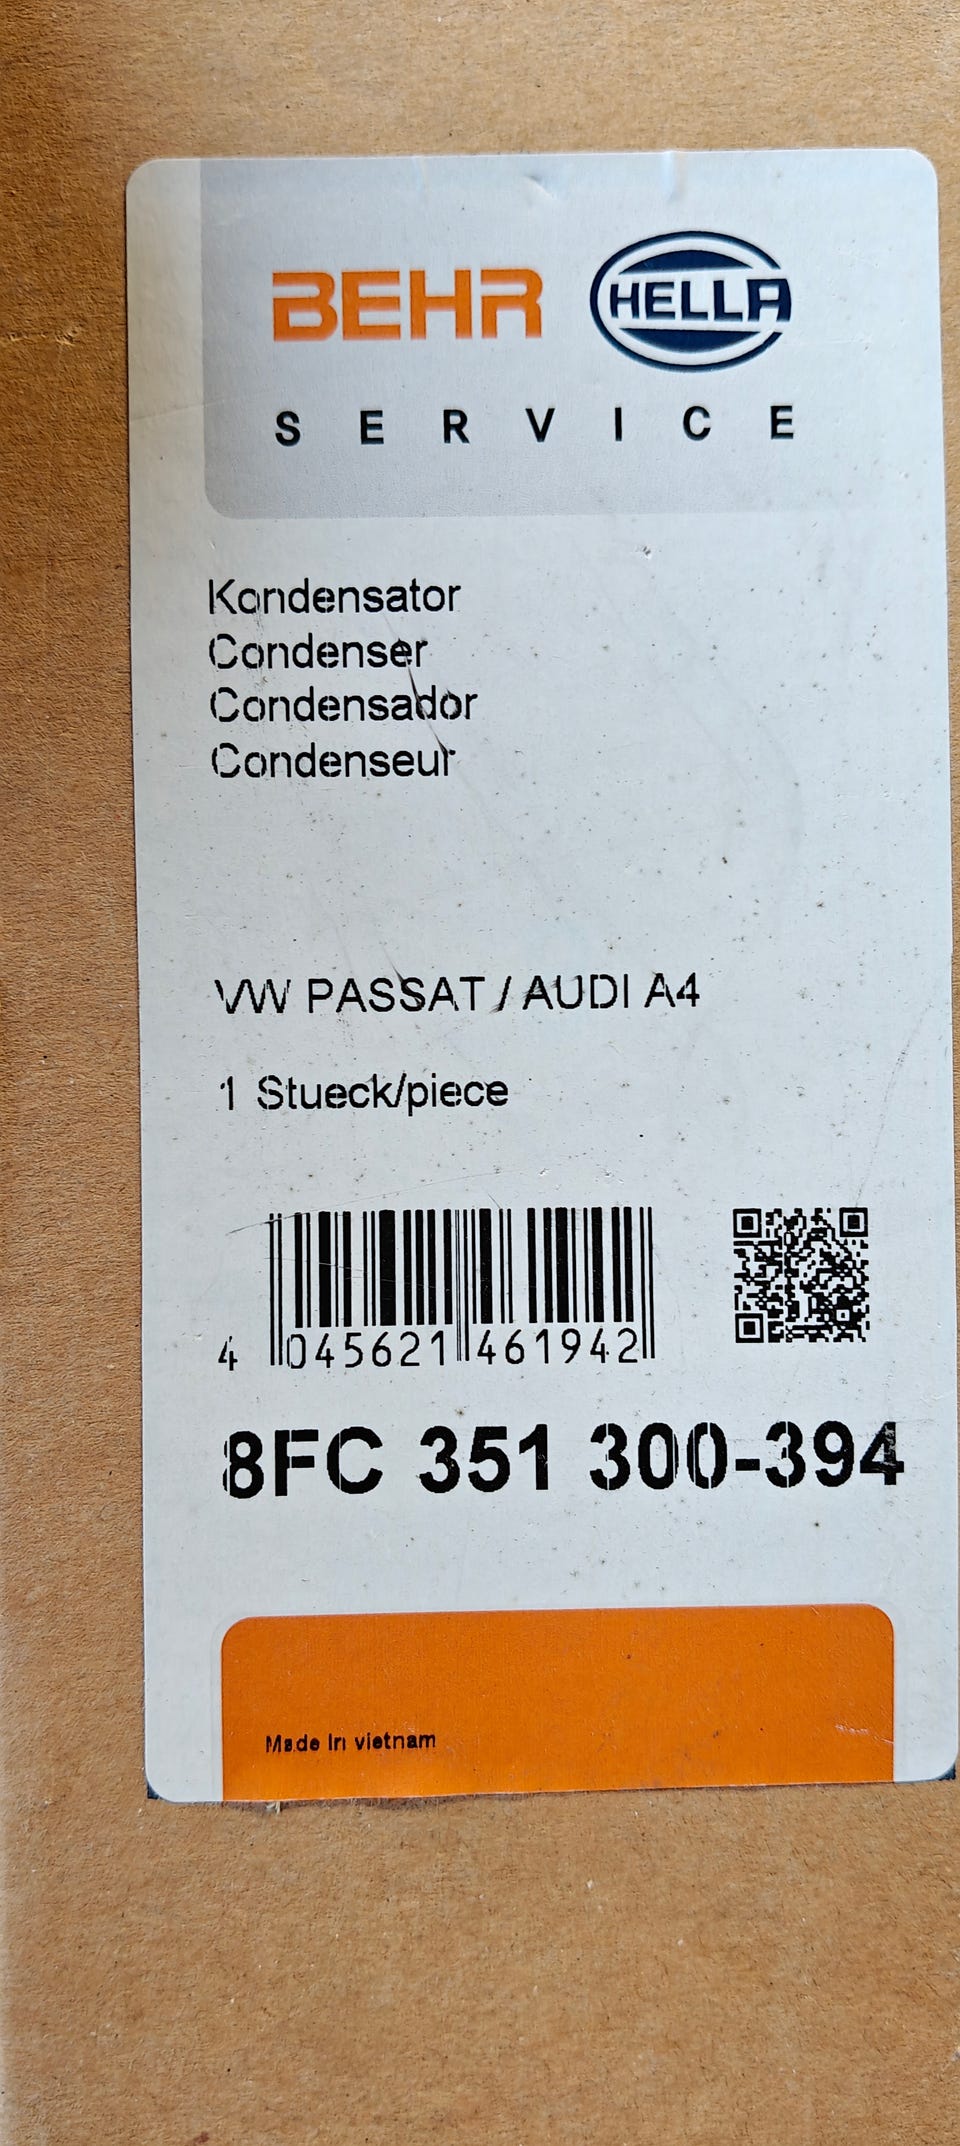 BEHR HELLA
SERVICE
Kondensator
Condenser
Condensador
Condenseur
VW PASSAT / AUDI A4
1 Stueck/piece
4 045621 461942
8FC 351 300-394
Made in vietnam